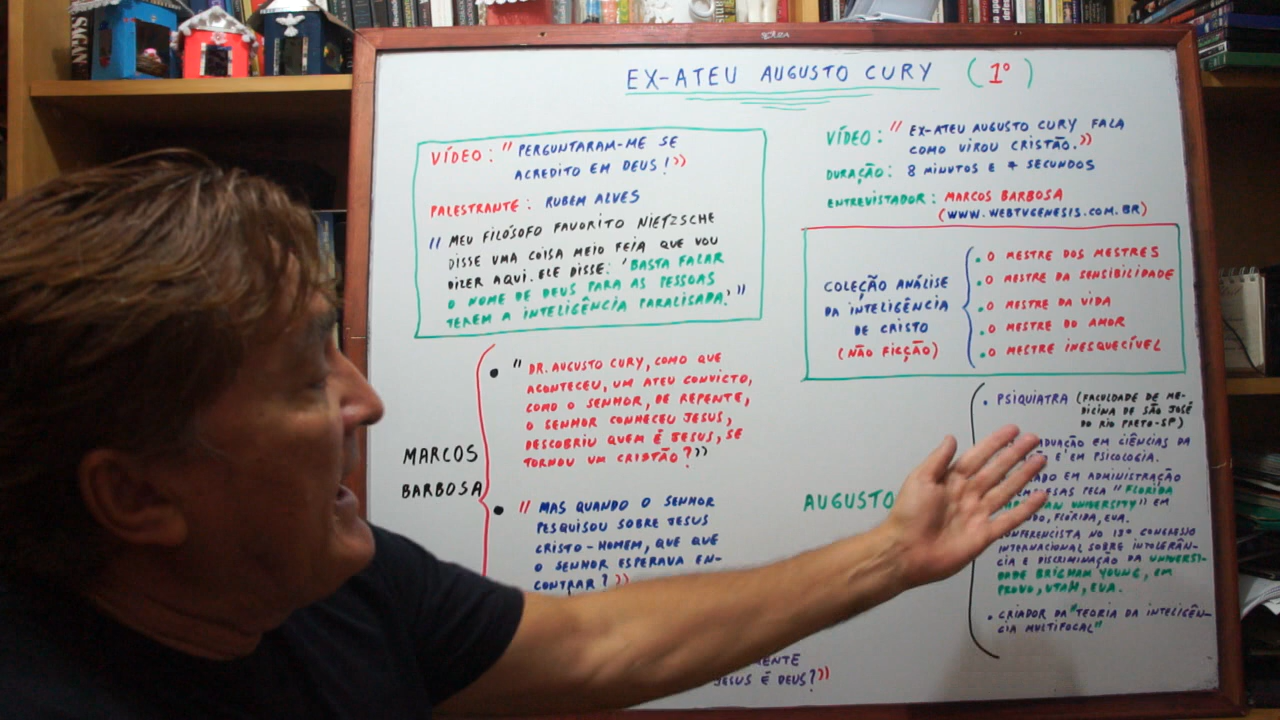 EX-ATEU AUGUSTO CURY (1º)
VÍDEO: "PERGUNTARAM-ME SE
ACREDITO EM DEUS!"
PALESTRANTE: RUBEM ALVES
"MEU FILÓSOFO FAVORITO NIETZSCHE
DISSE UMA COISA MEIO FEIA QUE VOU
DIZER AQUI. ELE DISSE: 'BASTA FALAR
O NOME DE DEUS PARA AS PESSOAS
TEREM A INTELIGÊNCIA PARALISADA.'"
VÍDEO: "EX-ATEU AUGUSTO CURY FALA
COMO VIROU CRISTÃO."
DURAÇÃO: 8 MINUTOS E 7 SEGUNDOS
ENTREVISTADOR: MARCOS BARBOSA
(WWW.WEBTVGENESIS.COM.BR)
COLEÇÃO ANÁLISE
DA INTELIGÊNCIA
DE CRISTO
(NÃO FICÇÃO)
.O MESTRE DOS MESTRES
.O MESTRE DA SENSIBILIDADE
.O MESTRE DA VIDA
.O MESTRE DO AMOR
.O MESTRE INESQUECÍVEL
MARCOS
BARBOSA
• "DR. AUGUSTO CURY, COMO QUE
ACONTECEU, UM ATEU CONVICTO,
COMO O SENHOR, DE REPENTE,
O SENHOR CONHECEU JESUS,
DESCOBRIU QUEM É JESUS, SE
TORNOU UM CRISTÃO?"
• "MAS QUANDO O SENHOR
PESQUISOU SOBRE JESUS
CRISTO-HOMEM, QUE QUE
O SENHOR ESPERAVA EN-
CONTRAR?"
JESUS É DEUS?"
AUGUSTO
. PSIQUIATRA (FACULDADE DE ME-
DICINA DE SÃO JOSÉ
DO RIO PRETO-SP)
EM CIÊNCIAS DA
E EM PSICOLOGIA.
EM ADMINISTRAÇÃO
PELA "FLORIDA
UNIVERSITY" EM
FLÓRIDA, EUA.
CONFERENCISTA NO 13º CONGRESSO
INTERNACIONAL SOBRE INTOLERÂN-
CIA E DISCRIMINAÇÃO DA UNIVERSI-
DADE BRIGHAM YOUNG, EM
PROVO, UTAH, EUA.
. CRIADOR DA "TEORIA DA INTELIGÊN-
CIA MULTIFOCAL"